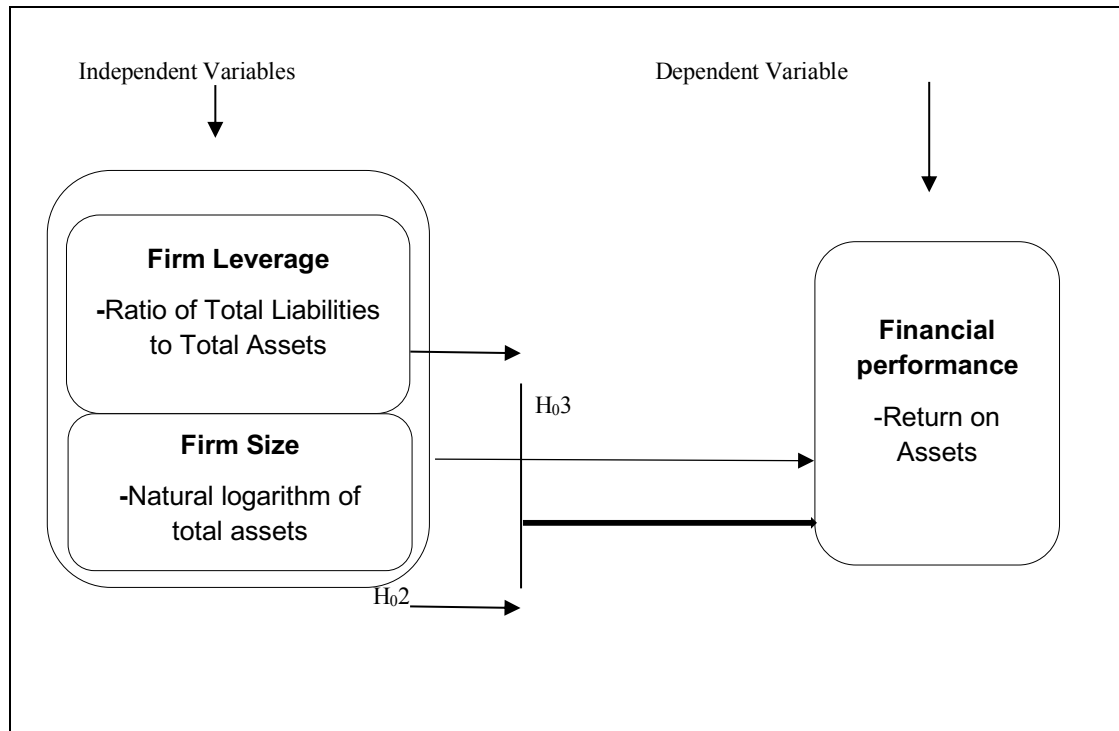 Independent Variables
Dependent Variable
Firm Leverage
-Ratio of Total Liabilities
to Total Assets
H₀3
Firm Size
-Natural logarithm of
total assets
H₀2
Financial
performance
-Return on
Assets